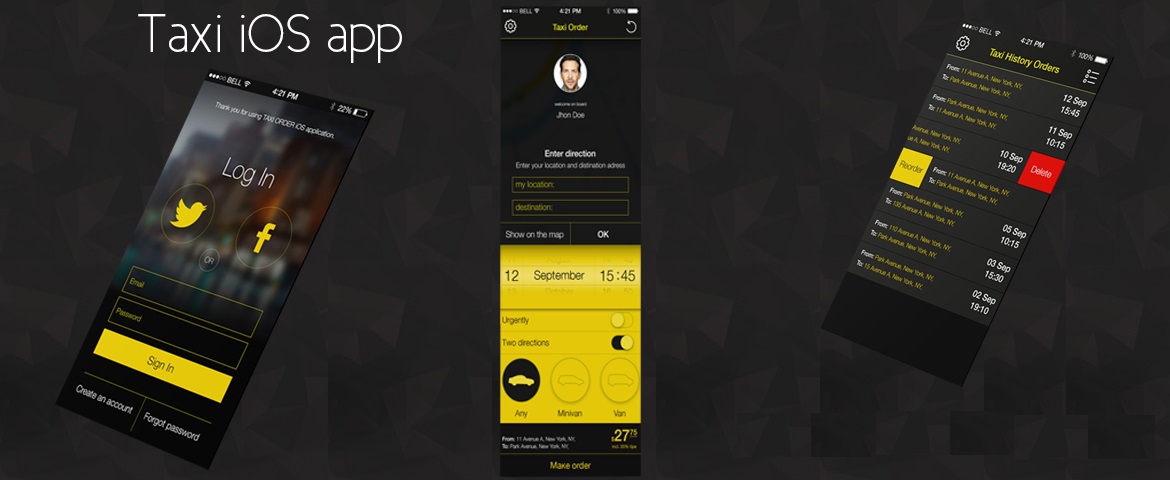 Taxi iOS app
BELL
4:21 PM
22%
Thank you for using TAXI ORDER iOS application.
Log In
OR
Email
Password
Sign In
Create an account
Forgot password
BELL
4:21 PM
100%
Taxi Order
welcome on board
Jhon Doe
Enter direction
Enter your location and distination adress
my location:
destination:
Show on the map
OK
12 September 15:45
Urgently
Two directions
Any
Minivan
Van
From: 11 Avenue A, New York, NY,
To: Park Avenue, New York, NY,
$27 75
incl. 20% tips
Make order
BELL
4:21 PM
100%
Taxi History Orders
From: 11 Avenue A, New York, NY,
To: Park Avenue, New York, NY,
12 Sep
15:45
From: Park Avenue, New York, NY,
To: 11 Avenue A, New York, NY,
11 Sep
10:15
Avenue, New York, NY,
Avenue A, New York, NY,
10 Sep
19:20
Delete
Reorder
From: 11 Avenue A, New York, NY,
To: Park Avenue, New York, NY,
From: Park Avenue, New York, NY,
To: 135 Avenue A, New York, NY,
05 Sep
10:15
From: 110 Avenue A, New York, NY,
To: Park Avenue, New York, NY,
03 Sep
15:30
From: Park Avenue, New York, NY,
To: 15 Avenue A, New York, NY,
02 Sep
19:10